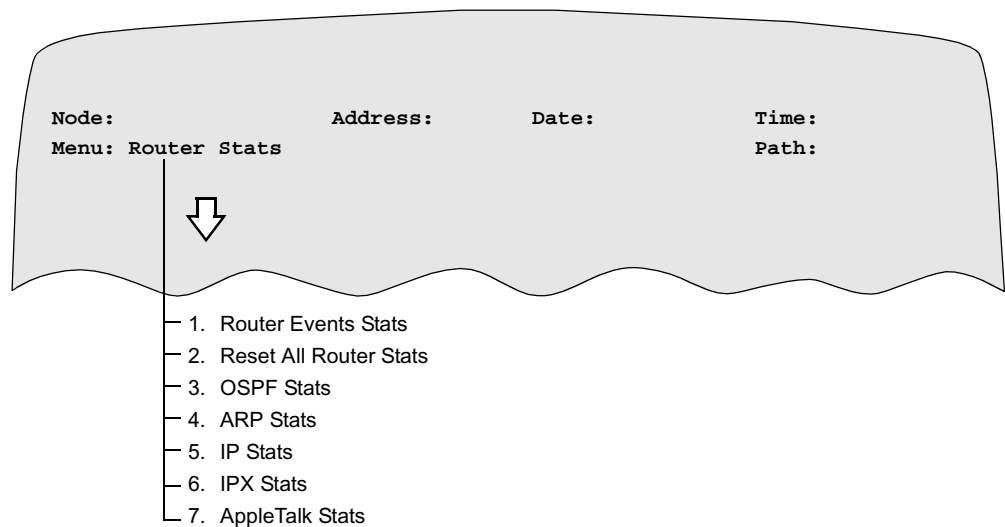 Node: Address: Date: Time:
Menu: Router Stats Path:
1. Router Events Stats
2. Reset All Router Stats
3. OSPF Stats
4. ARP Stats
5. IP Stats
6. IPX Stats
7. AppleTalk Stats